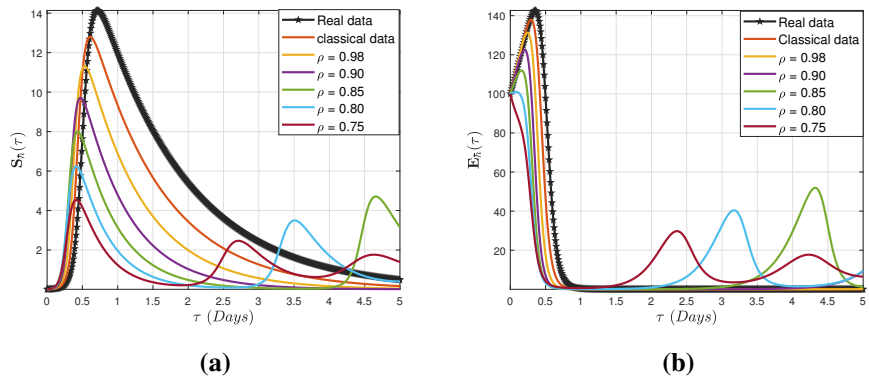 Real data
classical data
ρ = 0.98
ρ = 0.90
ρ = 0.85
ρ = 0.80
ρ = 0.75
14
12
10
8
6
4
2
S_ℏ(τ)
0 0.5 1 1.5 2 2.5 3 3.5 4 4.5 5
τ (Days)
(a)
Real data
Classical data
ρ = 0.98
ρ = 0.90
ρ = 0.85
ρ = 0.80
ρ = 0.75
140
120
100
80
60
40
20
E_ℏ(τ)
0 0.5 1 1.5 2 2.5 3 3.5 4 4.5 5
τ (Days)
(b)